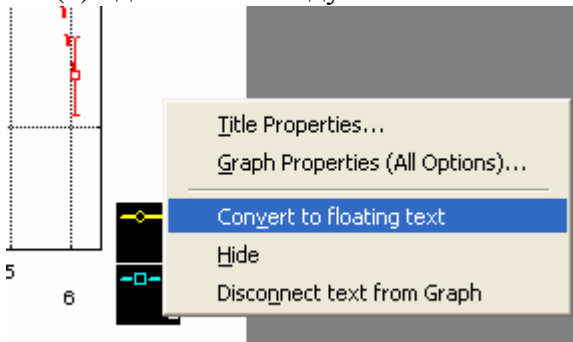 Title Properties...
Graph Properties (All Options)...
Convert to floating text
Hide
Disconnect text from Graph
5
6